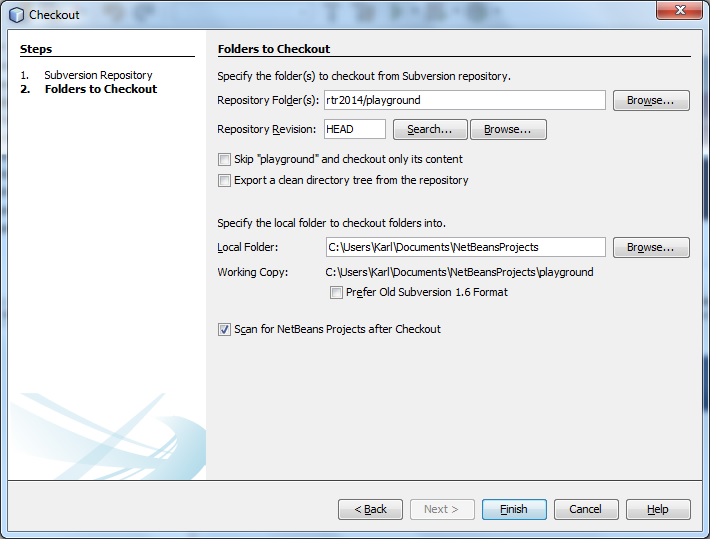 Checkout
Steps
1. Subversion Repository
2. Folders to Checkout
Folders to Checkout
Specify the folder(s) to checkout from Subversion repository.
Repository Folder(s): rtr2014/playground Browse...
Repository Revision: HEAD Search... Browse...
Skip "playground" and checkout only its content
Export a clean directory tree from the repository
Specify the local folder to checkout folders into.
Local Folder: C:\Users\Karl\Documents\NetBeansProjects Browse...
Working Copy: C:\Users\Karl\Documents\NetBeansProjects\playground
Prefer Old Subversion 1.6 Format
Scan for NetBeans Projects after Checkout
< Back Next > Finish Cancel Help